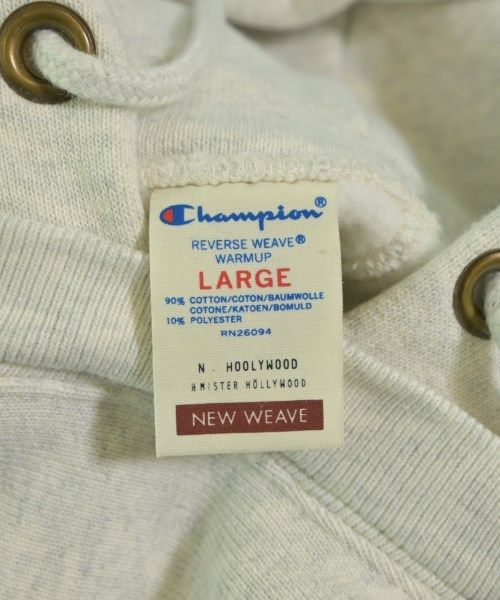 Champion®
REVERSE WEAVE®
WARMUP
LARGE
90% COTTON/COTON/BAUMWOLLE
COTONE/KATOEN/BOMULD
10% POLYESTER
RN26094
N. HOOLYWOOD
MISTER HOLLYWOOD
NEW WEAVE